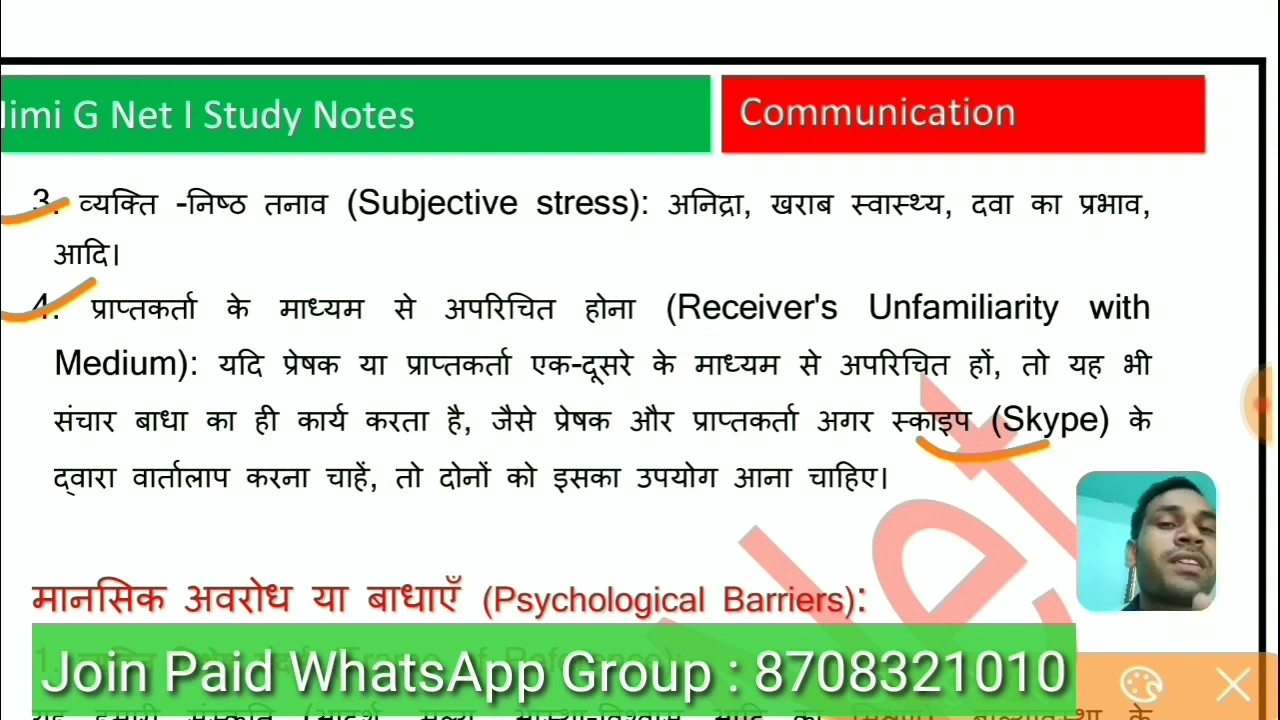 G Net I Study Notes
Communication
3. व्यक्ति -निष्ठ तनाव (Subjective stress): अनिद्रा, खराब स्वास्थ्य, दवा का प्रभाव,
आदि।
4. प्राप्तकर्ता के माध्यम से अपरिचित होना (Receiver's Unfamiliarity with
Medium): यदि प्रेषक या प्राप्तकर्ता एक-दूसरे के माध्यम से अपरिचित हों, तो यह भी
संचार बाधा का ही कार्य करता है, जैसे प्रेषक और प्राप्तकर्ता अगर स्काइप (Skype) के
द्वारा वार्तालाप करना चाहें, तो दोनों को इसका उपयोग आना चाहिए।
मानसिक अवरोध या बाधाएँ (Psychological Barriers):
Join Paid WhatsApp Group : 8708321010